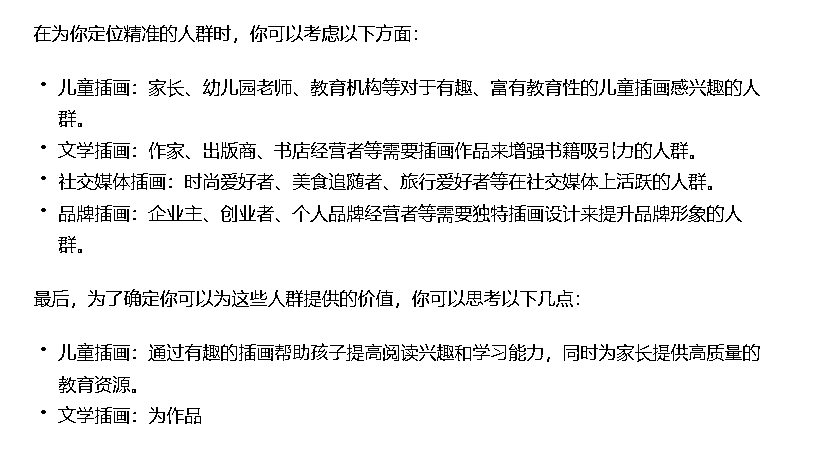 在为你定位精准的人群时，你可以考虑以下方面：
• 儿童插画：家长、幼儿园老师、教育机构等对于有趣、富有教育性的儿童插画感兴趣的人
群。
• 文学插画：作家、出版商、书店经营者等需要插画作品来增强书籍吸引力的人群。
• 社交媒体插画：时尚爱好者、美食追随者、旅行爱好者等在社交媒体上活跃的人群。
• 品牌插画：企业主、创业者、个人品牌经营者等需要独特插画设计来提升品牌形象的人
群。
最后，为了确定你可以为这些人群提供的价值，你可以思考以下几点：
• 儿童插画：通过有趣的插画帮助孩子提高阅读兴趣和学习能力，同时为家长提供高质量的
教育资源。
• 文学插画：为作品